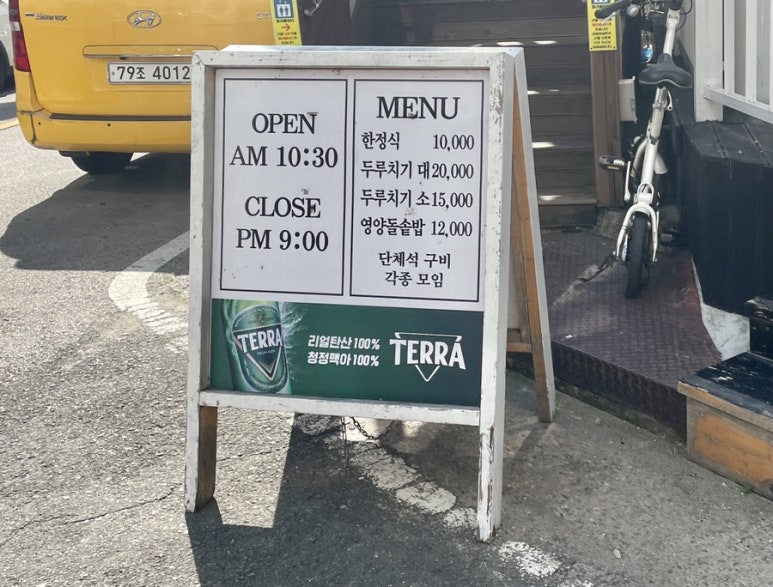 Starex
79조 4012
OPEN
AM 10:30
CLOSE
PM 9:00
MENU
한정식 10,000
두루치기 대 20,000
두루치기 소 15,000
영양돌솥밥 12,000
단체석 구비
각종 모임
TERRA
리얼탄산 100%
청정맥아 100%
TERRA